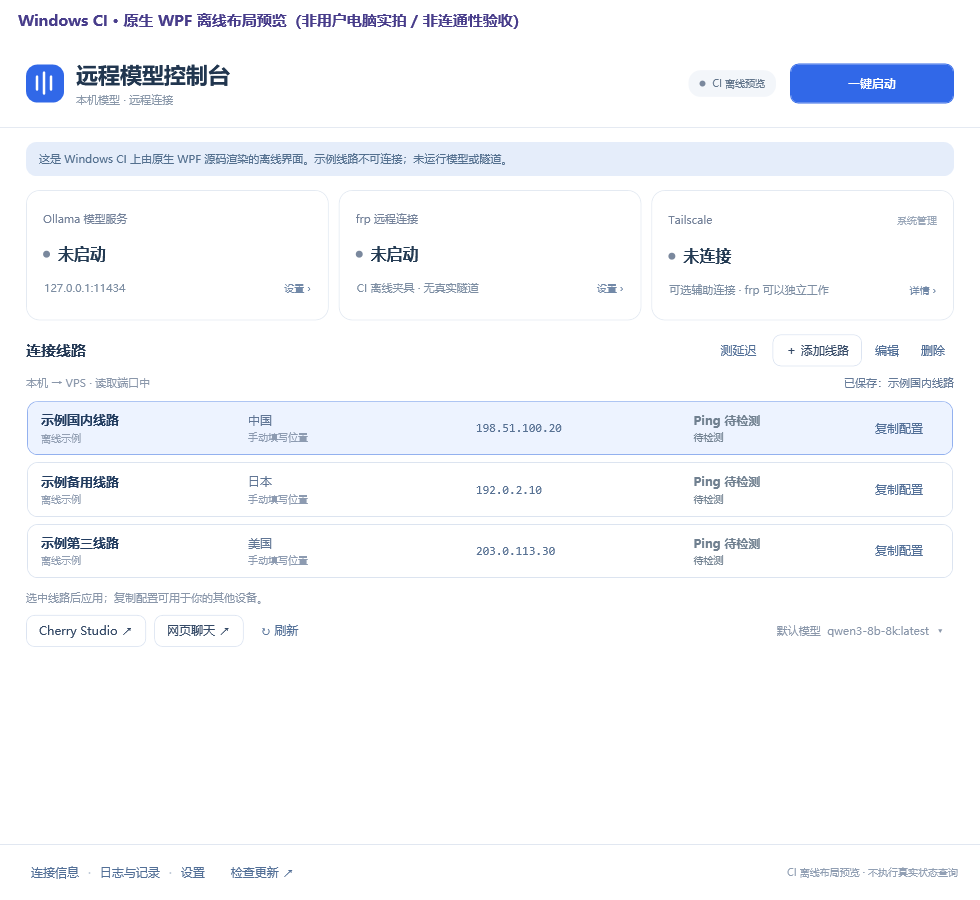 Windows CI • 原生 WPF 离线布局预览（非用户电脑实拍 / 非连通性验收）
远程模型控制台
本机模型 · 远程连接
● CI 离线预览
一键启动
这是 Windows CI 上由原生 WPF 源码渲染的离线界面。示例线路不可连接；未运行模型或隧道。
Ollama 模型服务
● 未启动
127.0.0.1:11434 设置 ›
frp 远程连接
● 未启动
CI 离线夹具 · 无真实隧道 设置 ›
Tailscale 系统管理
● 未连接
可选辅助连接 · frp 可以独立工作 详情 ›
连接线路 测延迟 + 添加线路 编辑 删除
本机 → VPS · 读取端口中 已保存：示例国内线路
示例国内线路 中国 198.51.100.20 Ping 待检测 复制配置
离线示例 手动填写位置 待检测
示例备用线路 日本 192.0.2.10 Ping 待检测 复制配置
离线示例 手动填写位置 待检测
示例第三线路 美国 203.0.113.30 Ping 待检测 复制配置
离线示例 手动填写位置 待检测
选中线路后应用；复制配置可用于你的其他设备。
Cherry Studio ↗ 网页聊天 ↗ ↻ 刷新 默认模型 qwen3-8b-8k:latest ▾
连接信息 · 日志与记录 · 设置 检查更新 ↗ CI 离线布局预览 · 不执行真实状态查询